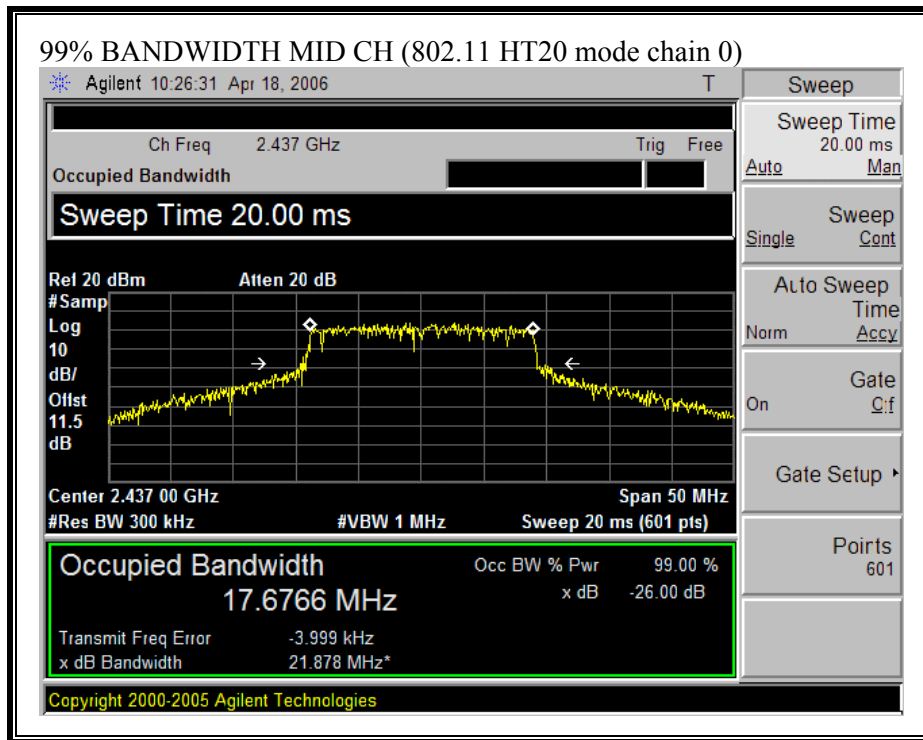 99% BANDWIDTH MID CH (802.11 HT20 mode chain 0)
Agilent 10:26:31 Apr 18, 2006 T
Sweep
Ch Freq 2.437 GHz Trig Free
Occupied Bandwidth
Sweep Time 20.00 ms
Sweep Time
20.00 ms
Auto Man
Sweep
Single Cont
Auto Sweep
Time
Norm Accy
Gate
On Off
Gate Setup
Points
601
Ref 20 dBm Atten 20 dB
#Samp
Log
10
dB/
Offst
11.5
dB
Center 2.437 00 GHz Span 50 MHz
#Res BW 300 kHz #VBW 1 MHz Sweep 20 ms (601 pts)
Occupied Bandwidth Occ BW % Pwr 99.00 %
17.6766 MHz x dB -26.00 dB
Transmit Freq Error -3.999 kHz
x dB Bandwidth 21.878 MHz*
Copyright 2000-2005 Agilent Technologies